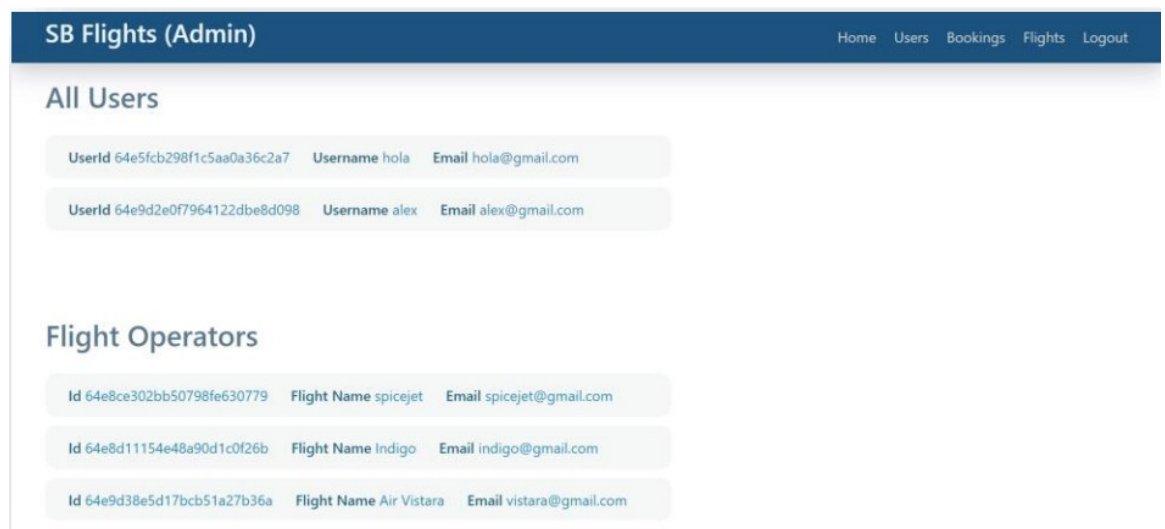 SB Flights (Admin)
Home Users Bookings Flights Logout
All Users
UserId 64e5fcb298f1c5aa0a36c2a7 Username hola Email hola@gmail.com
UserId 64e9d2e0f7964122dbe8d098 Username alex Email alex@gmail.com
Flight Operators
Id 64e8ce302bb50798fe630779 Flight Name spicejet Email spicejet@gmail.com
Id 64e8d11154e48a90d1c0f26b Flight Name Indigo Email indigo@gmail.com
Id 64e9d38e5d17bcb51a27b36a Flight Name Air Vistara Email vistara@gmail.com